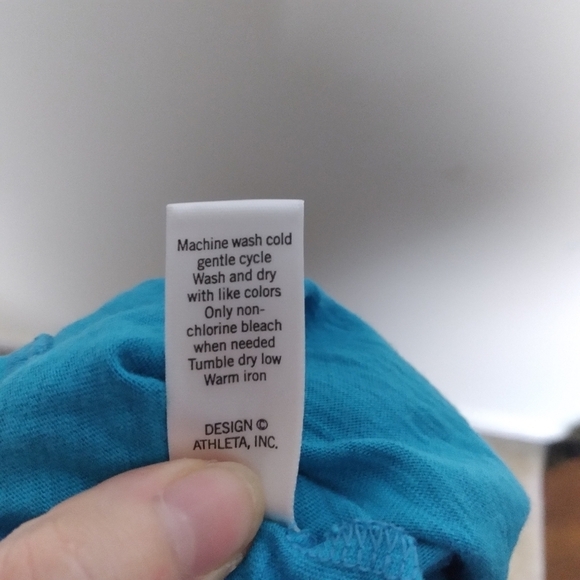 Machine wash cold
gentle cycle
Wash and dry
with like colors
Only non-
chlorine bleach
when needed
Tumble dry low
Warm iron
DESIGN ©
ATHLETA, INC.